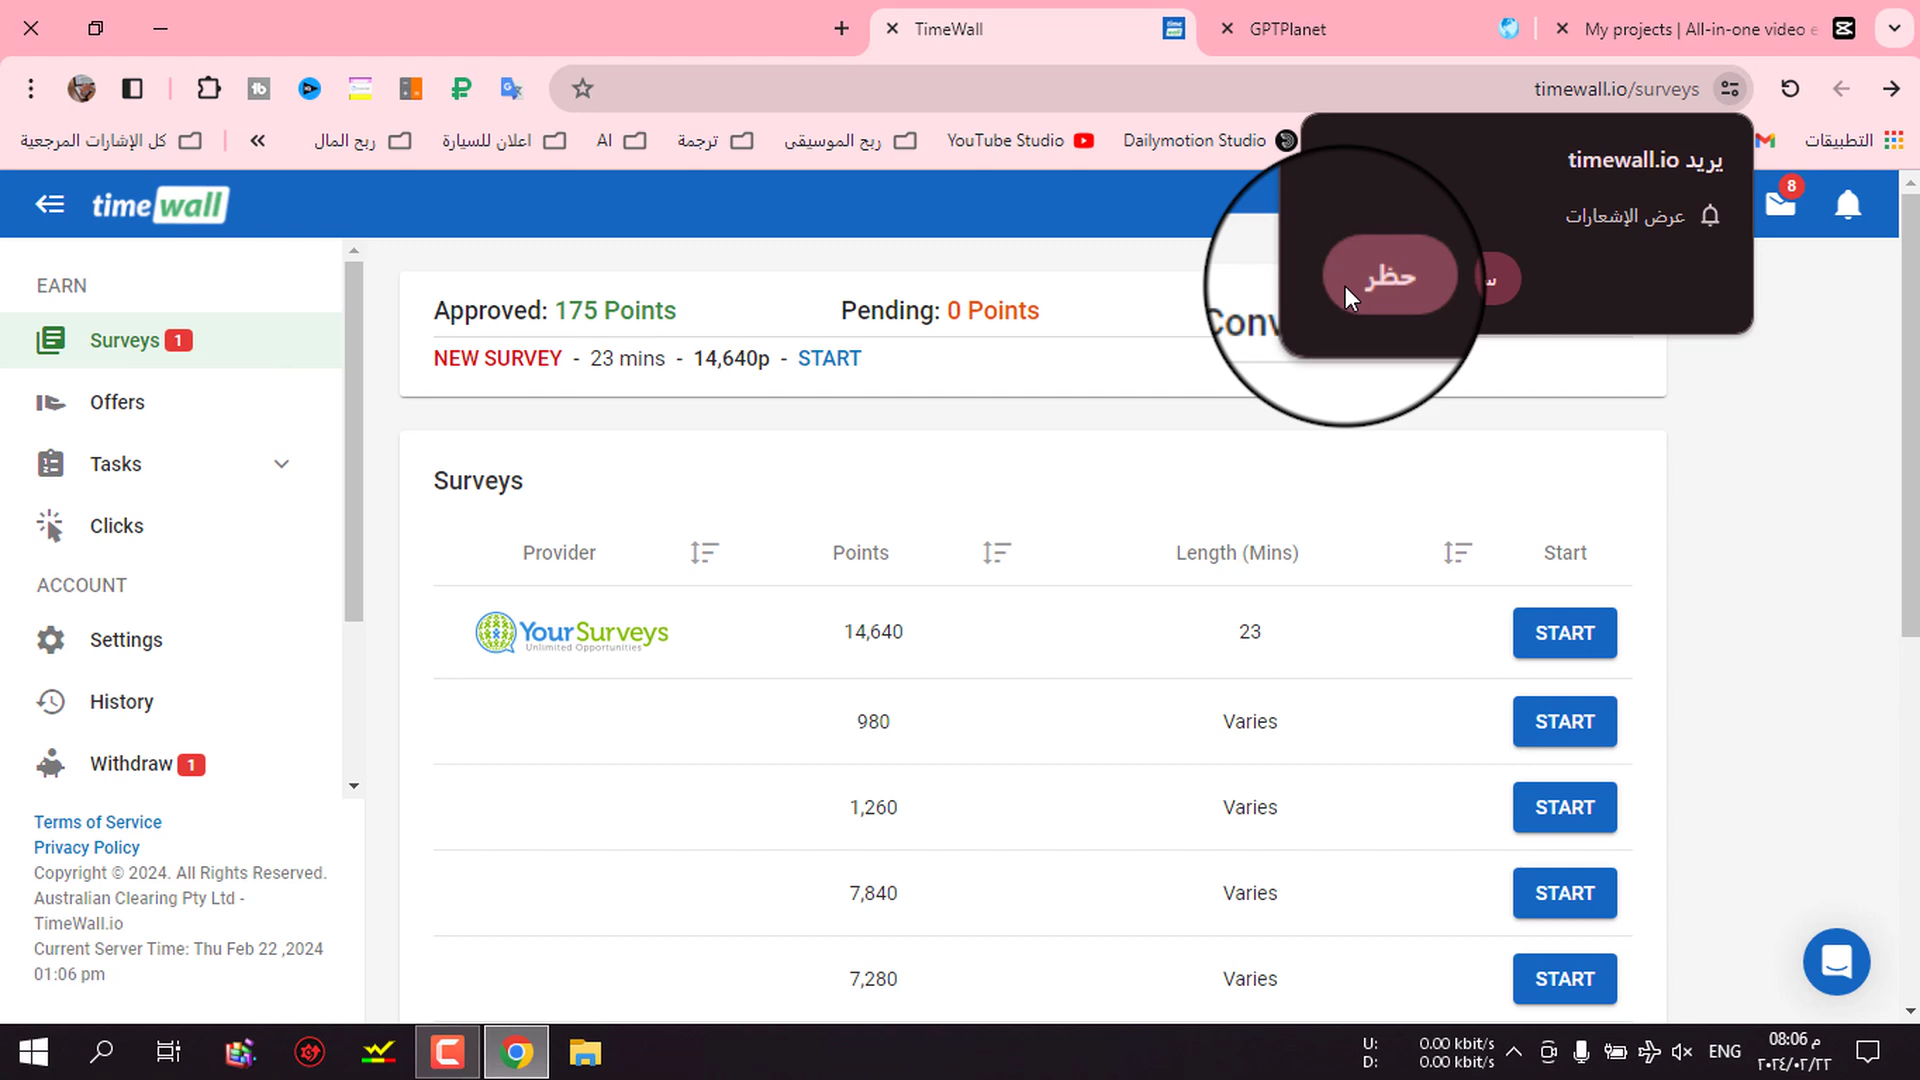 TimeWall
GPTPlanet
My projects | All-in-one video e
timewall.io/surveys
كل الإشارات المرجعية
ربح المال
اعلان للسيارة
AI
ترجمة
ربح الموسيقى
YouTube Studio
Dailymotion Studio
التطبيقات
يريد timewall.io
عرض الإشعارات
حظر
8
time wall
EARN
Surveys 1
Offers
Tasks
Clicks
ACCOUNT
Settings
History
Withdraw 1
Terms of Service
Privacy Policy
Copyright © 2024. All Rights Reserved.
Australian Clearing Pty Ltd -
TimeWall.io
Current Server Time: Thu Feb 22 ,2024
01:06 pm
Approved: 175 Points
Pending: 0 Points
NEW SURVEY - 23 mins - 14,640p - START
Surveys
Provider Points Length (Mins) Start
YourSurveys 14,640 23 START
Unlimited Opportunities
980 Varies START
1,260 Varies START
7,840 Varies START
7,280 Varies START
U: 0.00 kbit/s
D: 0.00 kbit/s
ENG
08:06 م
٢٠٢٤/٠٢/٢٢